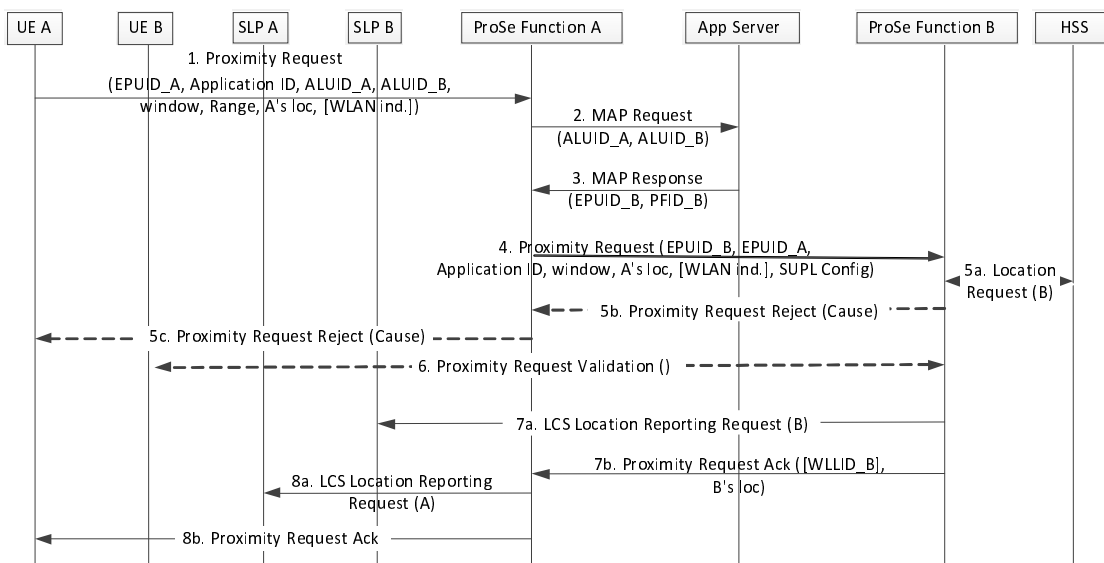 UE A
UE B
SLP A
SLP B
ProSe Function A
App Server
ProSe Function B
HSS
1. Proximity Request
(EPUID_A, Application ID, ALUID_A, ALUID_B,
window, Range, A's loc, [WLAN ind.])
2. MAP Request
(ALUID_A, ALUID_B)
3. MAP Response
(EPUID_B, PFID_B)
4. Proximity Request (EPUID_B, EPUID_A,
Application ID, window, A's loc, [WLAN ind.], SUPL Config)
5a. Location
Request (B)
5b. Proximity Request Reject (Cause)
5c. Proximity Request Reject (Cause)
6. Proximity Request Validation ()
7a. LCS Location Reporting Request (B)
7b. Proximity Request Ack ([WLLID_B],
B's loc)
8a. LCS Location Reporting
Request (A)
8b. Proximity Request Ack